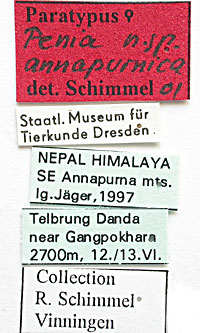 Paratypus ♀
Penia n.sp.
annapurnica
det. Schimmel 01
Staatl. Museum für
Tierkunde Dresden.
NEPAL HIMALAYA
SE Annapurna mts.
lg.Jäger,1997
Telbrung Danda
near Gangpokhara
2700m, 12./13.VI.
Collection
R. Schimmel
Vinningen